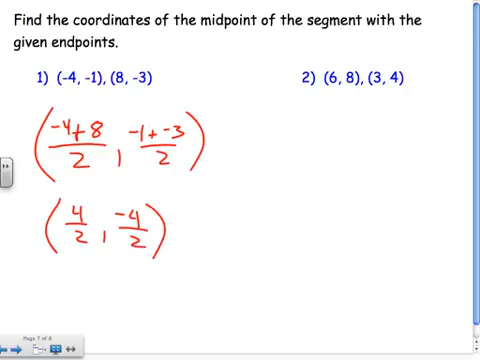 Find the coordinates of the midpoint of the segment with the
given endpoints.
1) (-4, -1), (8, -3) 2) (6, 8), (3, 4)
(-4+8/2, -1+-3/2)
(4/2, -4/2)
Page 7 of 8